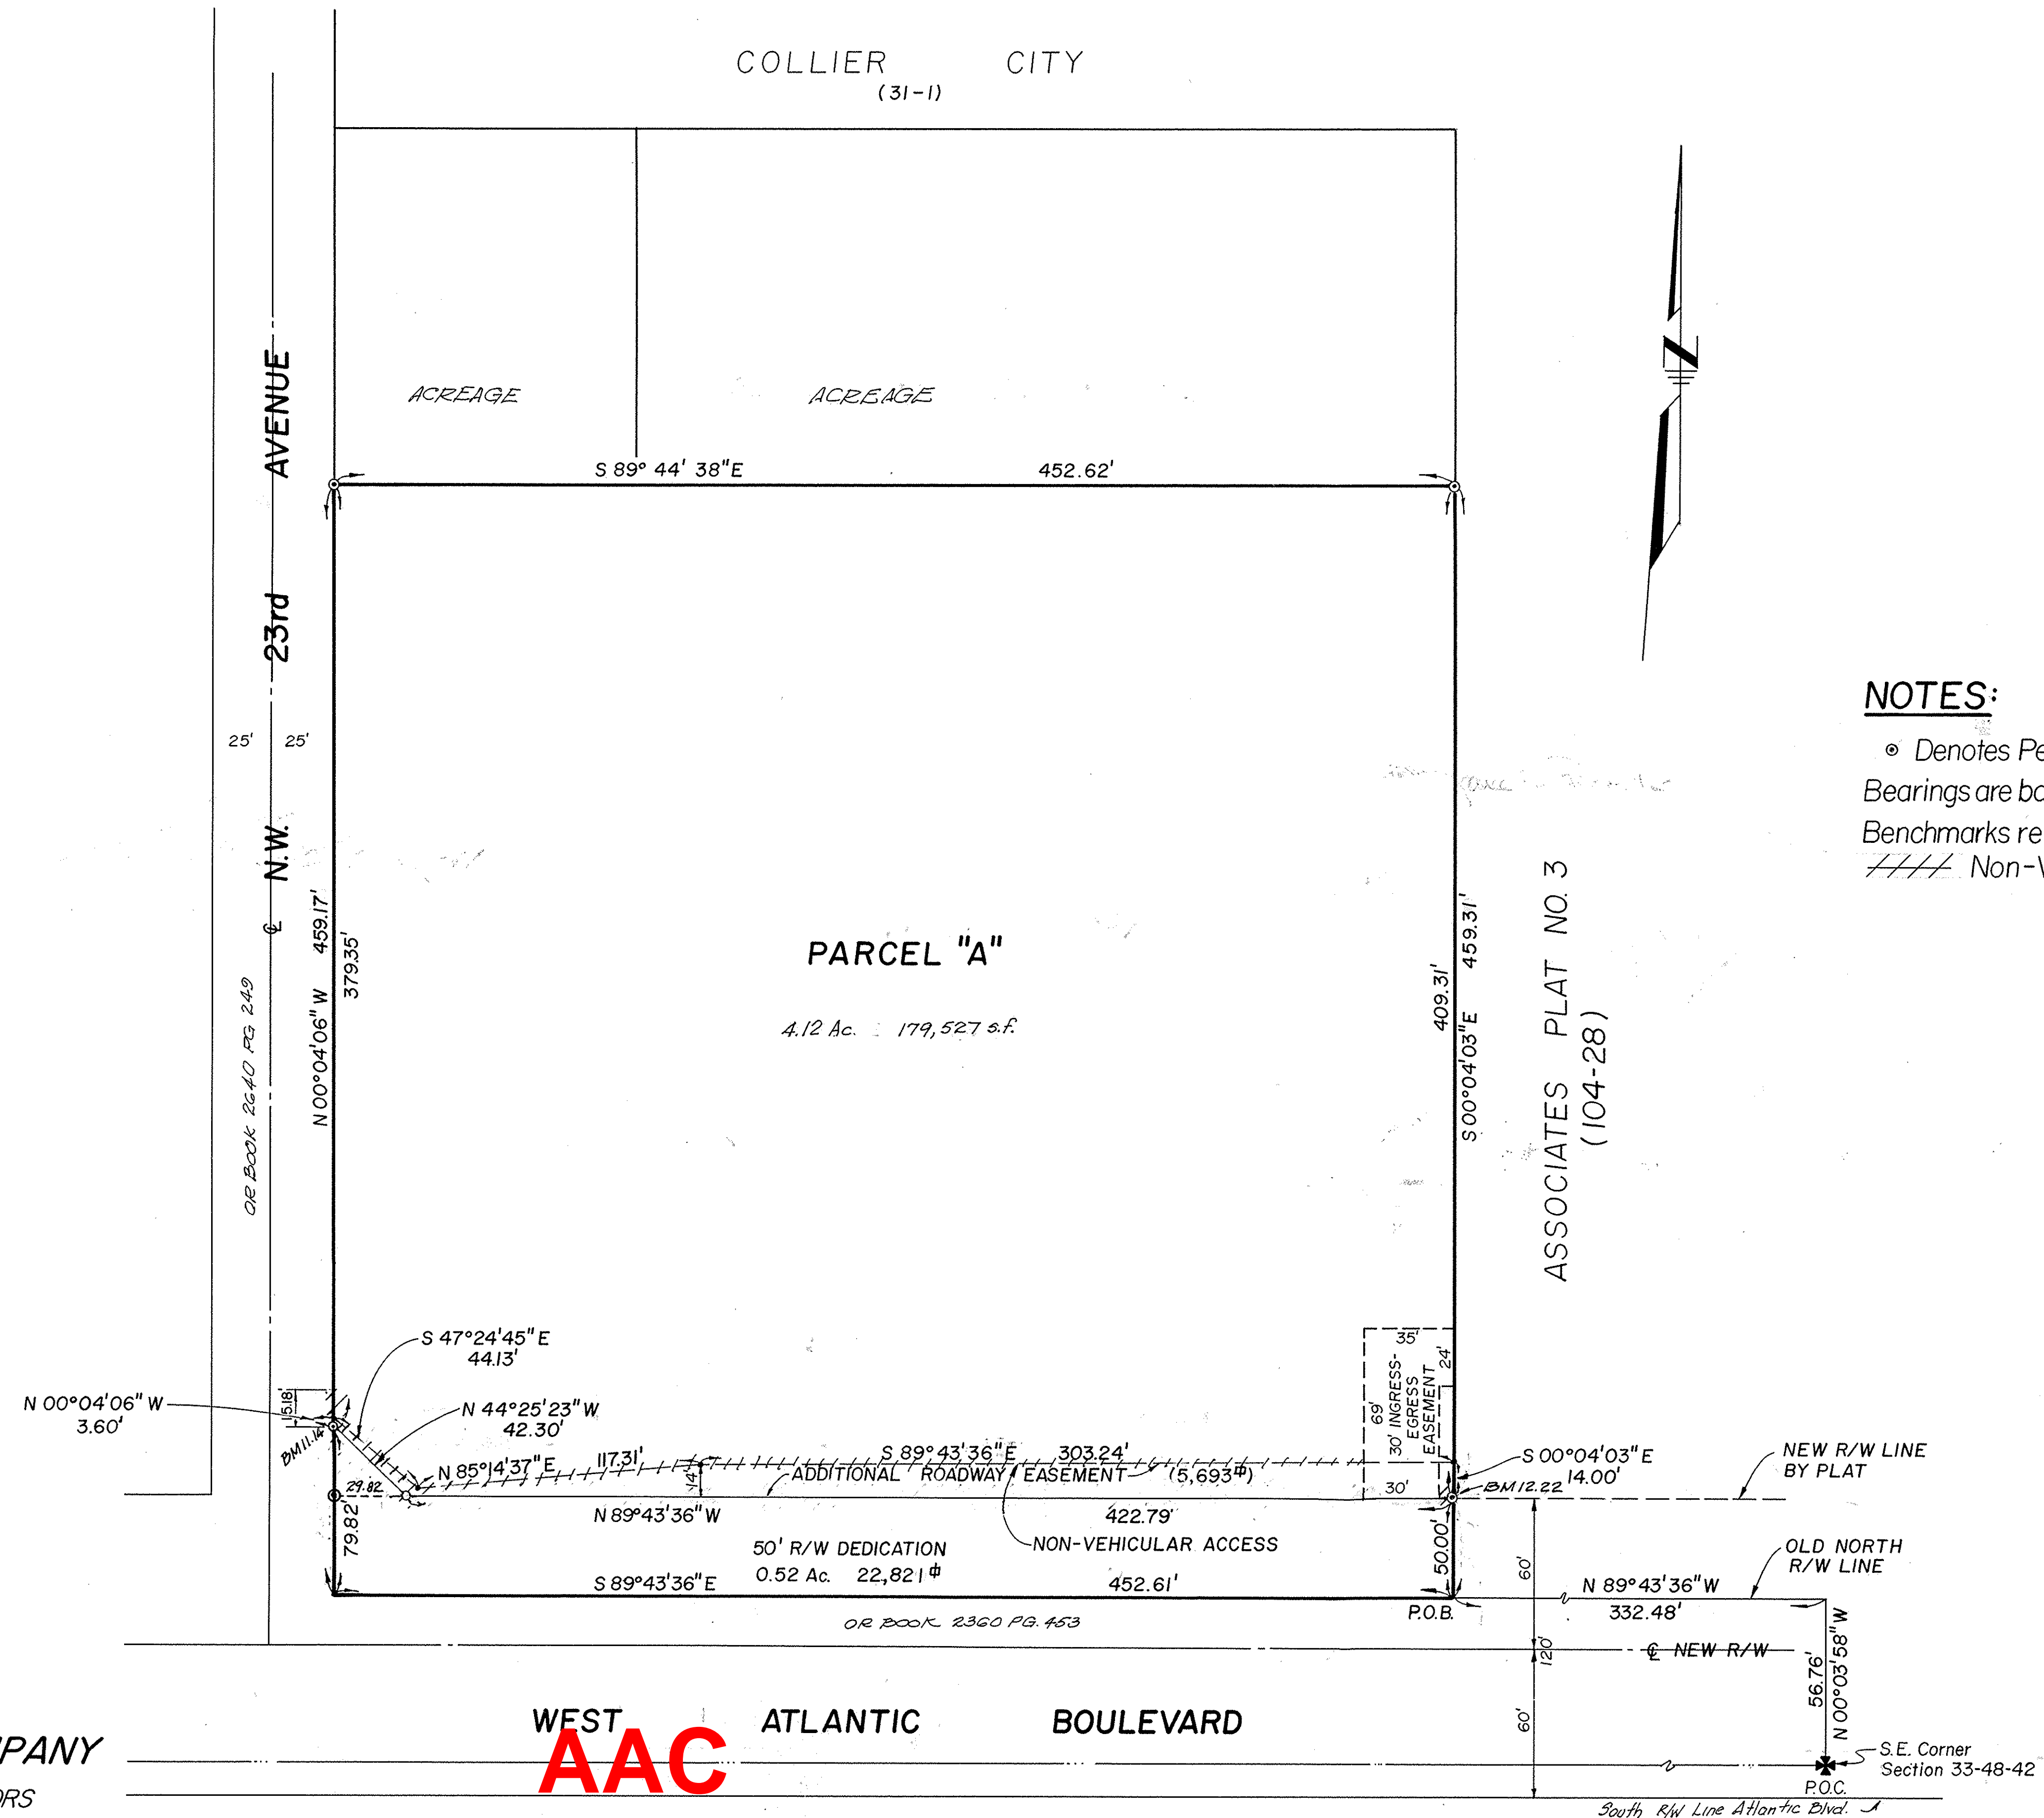 COLLIER CITY
(31-1)
ACREAGE
ACREAGE
S 89° 44' 38"E 452.62'
N.W. 23rd AVENUE
℄
25' 25'
OR BOOK 2640 PG 249
N 00°04'06" W 459.17'
379.35'
PARCEL "A"
4.12 Ac. 179,527 s.f.
409.31'
S 00°04'03"E 459.31'
ASSOCIATES PLAT NO. 3
(104-28)
N
NOTES:
⊙ Denotes Pe
Bearings are ba
Benchmarks re
Non-V
S 47°24'45" E
44.13'
N 00°04'06" W
3.60'
15.18
BM 11.14
N 44°25'23" W
42.30'
N 85°14'37"E 117.31'
14'
S 89°43'36"E 303.24'
ADDITIONAL ROADWAY EASEMENT (5,693⌽)
35'
24'
69'
30' INGRESS-
EGRESS
EASEMENT
30'
S 00°04'03"E
14.00'
BM 12.22
NEW R/W LINE
BY PLAT
29.82
79.82'
N 89°43'36"W 422.79'
NON-VEHICULAR ACCESS
50' R/W DEDICATION
0.52 Ac. 22,821⌽
50.00'
S 89°43'36"E 452.61'
P.O.B.
60'
OLD NORTH
R/W LINE
N 89°43'36"W
332.48'
OR BOOK 2360 PG. 453
120'
℄ NEW R/W
56.76'
N 00°03'58"W
60'
WEST ATLANTIC BOULEVARD
AAC
S.E. Corner
Section 33-48-42
P.O.C.
South R/W Line Atlantic Blvd.
PANY
ORS